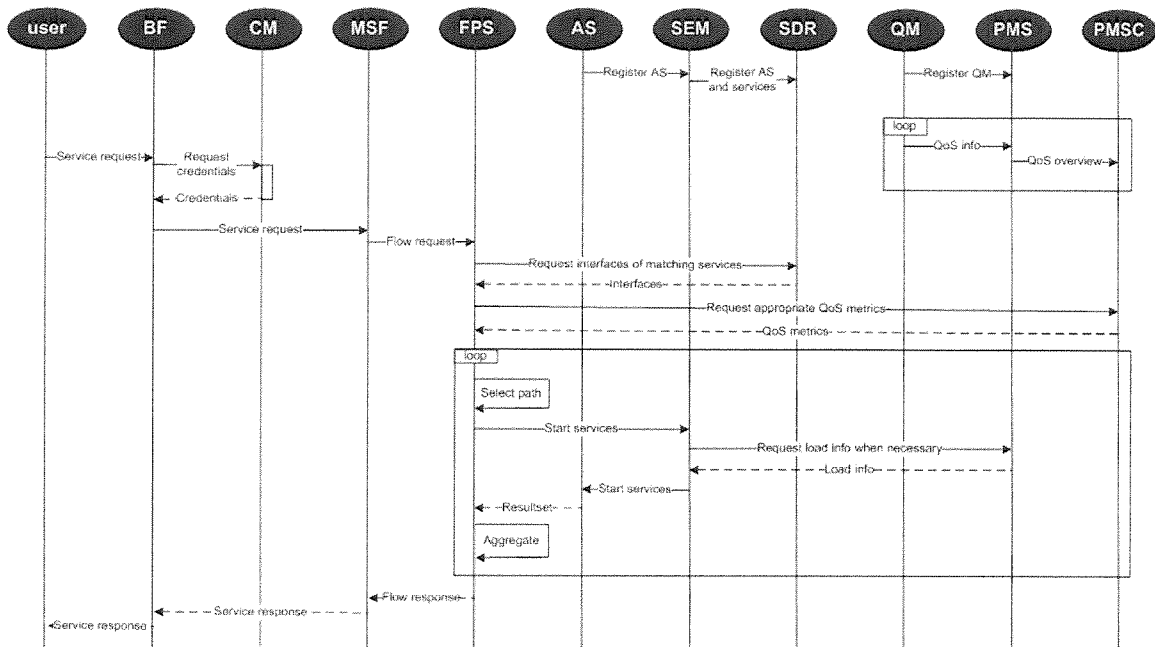 user BF CM MSF FPS AS SEM SDR QM PMS PMSC
Register AS
Register AS
and services
Register QM
loop
QoS info
QoS overview
Service request
Request
credentials
Credentials
Service request
Flow request
Request interfaces of matching services
Interfaces
Request appropriate QoS metrics
QoS metrics
loop
Select path
Start services
Request load info when necessary
Load info
Start services
Resultset
Aggregate
Flow response
Service response
Service response